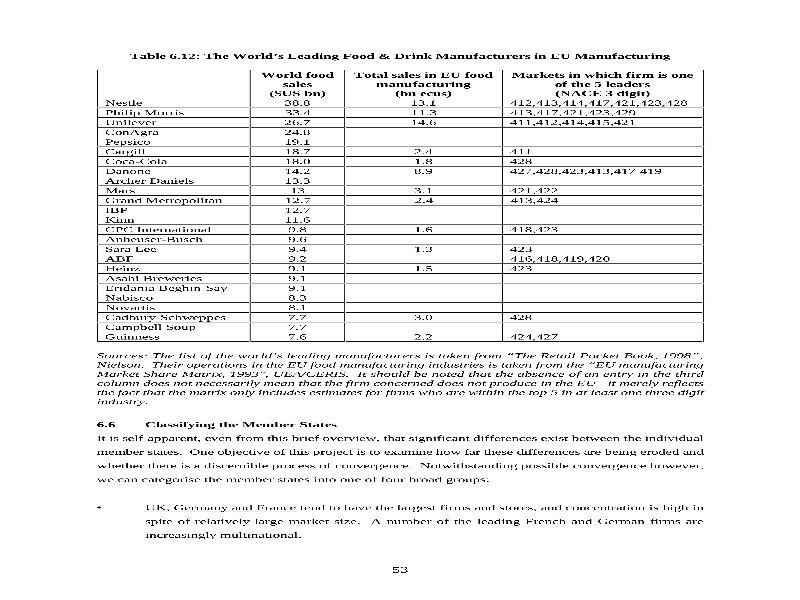 Table 6.12: The World's Leading Food & Drink Manufacturers in EU Manufacturing
World food sales ($US bn) Total sales in EU food manufacturing (bn ecus) Markets in which firm is one of the 5 leaders (NACE 3 digit)
Nestle 38.8 13.1 412,413,414,417,421,423,428
Philip Morris 33.4 11.3 413,417,421,423,429
Unilever 26.7 14.6 411,412,414,415,421
ConAgra 24.8
Pepsico 19.1
Cargill 18.7 2.4 411
Coca-Cola 18.0 1.8 428
Danone 14.2 8.9 427,428,423,413,417 419
Archer Daniels 13.3
Mars 13 3.1 421,422
Grand Metropolitan 12.7 2.4 413,424
IBP 12.7
Kirin 11.6
CPC International 9.8 1.6 418,423
Anheuser-Busch 9.6
Sara Lee 9.4 1.3 423
ABF 9.2 416,418,419,420
Heinz 9.1 1.5 423
Asahi Breweries 9.1
Eridania Beghin-Say 9.1
Nabisco 8.3
Novartis 8.1
Cadbury-Schweppes 7.7 3.0 428
Campbell Soup 7.7
Guinness 7.6 2.2 424,427
Sources: The list of the world's leading manufacturers is taken from "The Retail Pocket Book, 1998",
Nielson. Their operations in the EU food manufacturing industries is taken from the "EU manufacturing
Market Share Matrix, 1993", UEA/CERIS. It should be noted that the absence of an entry in the third
column does not necessarily mean that the firm concerned does not produce in the EU - it merely reflects
the fact that the matrix only includes estimates for firms who are within the top 5 in at least one three digit
industry.
6.6 Classifying the Member States
It is self-apparent, even from this brief overview, that significant differences exist between the individual
member states. One objective of this project is to examine how far these differences are being eroded and
whether there is a discernible process of convergence. Notwithstanding possible convergence however,
we can categorise the member states into one of four broad groups:
• UK, Germany and France tend to have the largest firms and stores, and concentration is high in
spite of relatively large market size. A number of the leading French and German firms are
increasingly multinational.
53